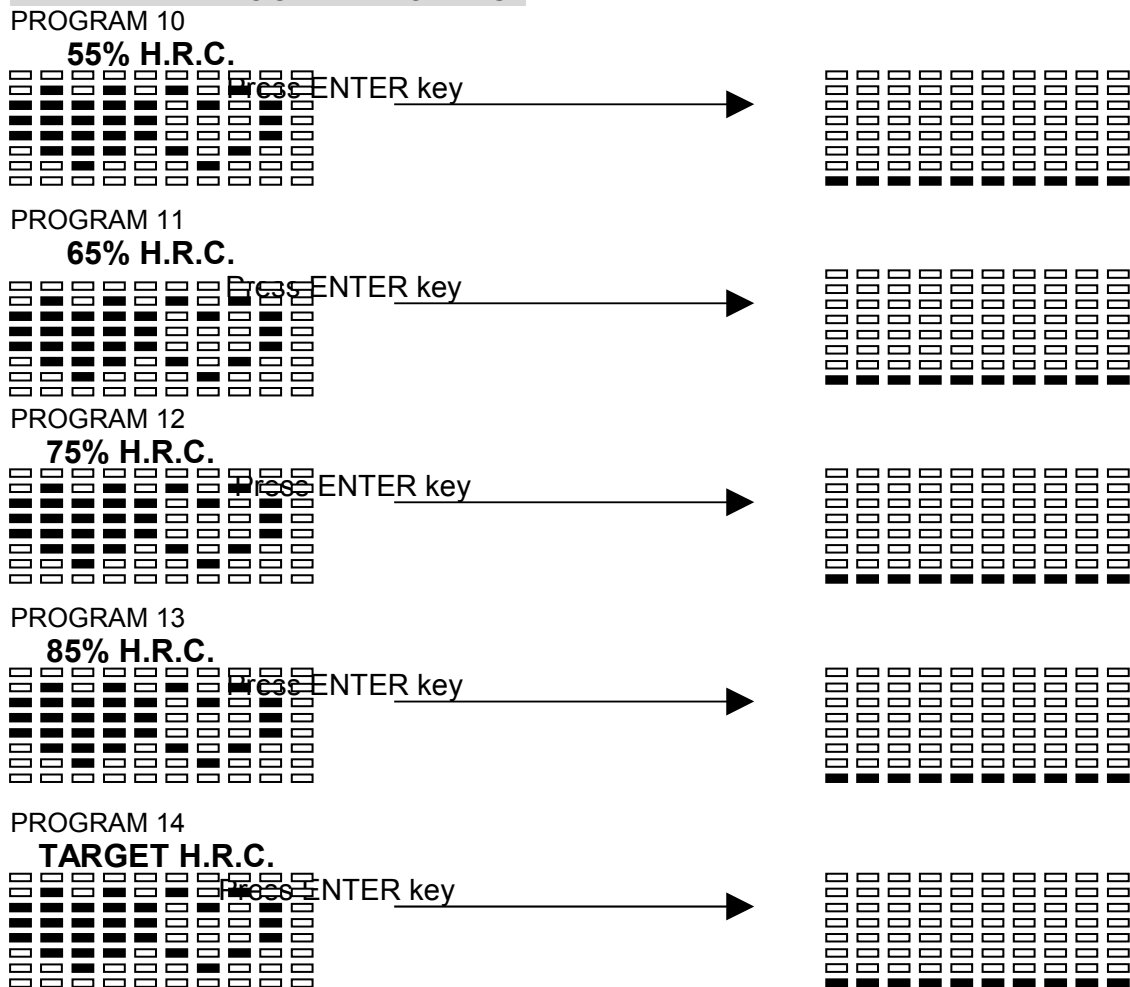 PROGRAM 10
55% H.R.C.
Press ENTER key
PROGRAM 11
65% H.R.C.
Press ENTER key
PROGRAM 12
75% H.R.C.
Press ENTER key
PROGRAM 13
85% H.R.C.
Press ENTER key
PROGRAM 14
TARGET H.R.C.
Press ENTER key